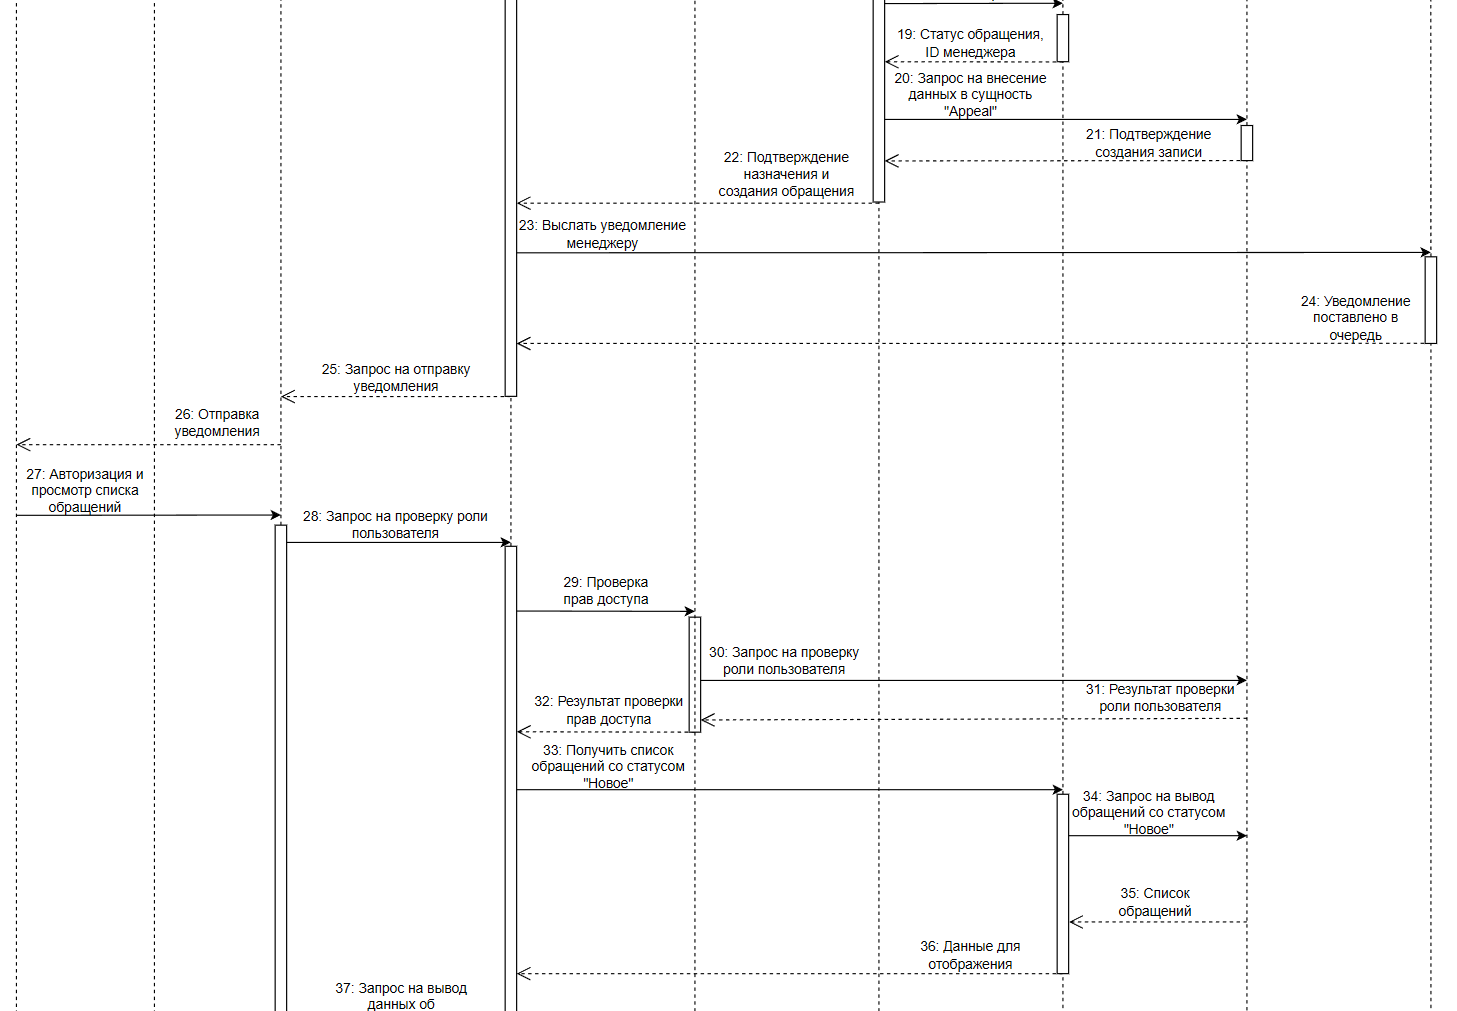 19: Статус обращения,
ID менеджера
20: Запрос на внесение
данных в сущность
"Appeal"
21: Подтверждение
создания записи
22: Подтверждение
назначения и
создания обращения
23: Выслать уведомление
менеджеру
24: Уведомление
поставлено в
очередь
25: Запрос на отправку
уведомления
26: Отправка
уведомления
27: Авторизация и
просмотр списка
обращений
28: Запрос на проверку роли
пользователя
29: Проверка
прав доступа
30: Запрос на проверку
роли пользователя
31: Результат проверки
роли пользователя
32: Результат проверки
прав доступа
33: Получить список
обращений со статусом
"Новое"
34: Запрос на вывод
обращений со статусом
"Новое"
35: Список
обращений
36: Данные для
отображения
37: Запрос на вывод
данных об